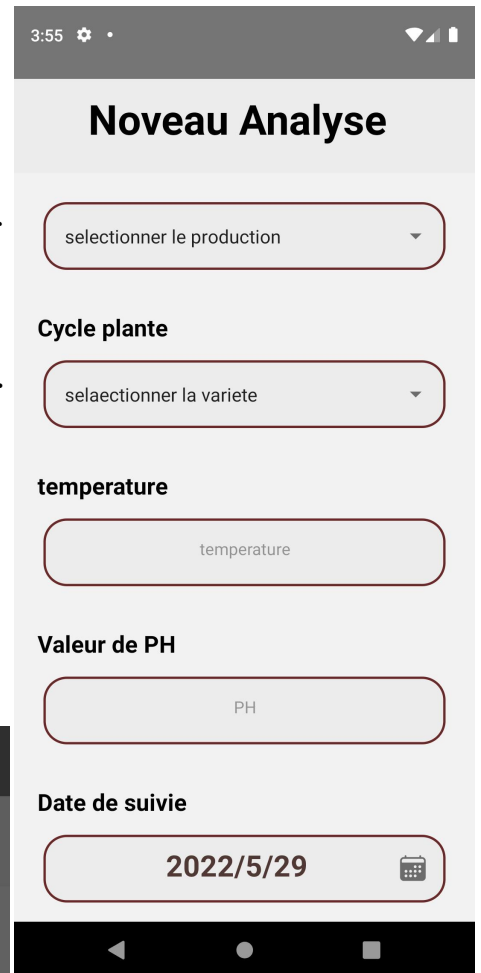 3:55
Noveau Analyse
selectionner le production
Cycle plante
selaectionner la variete
temperature
temperature
Valeur de PH
PH
Date de suivie
2022/5/29